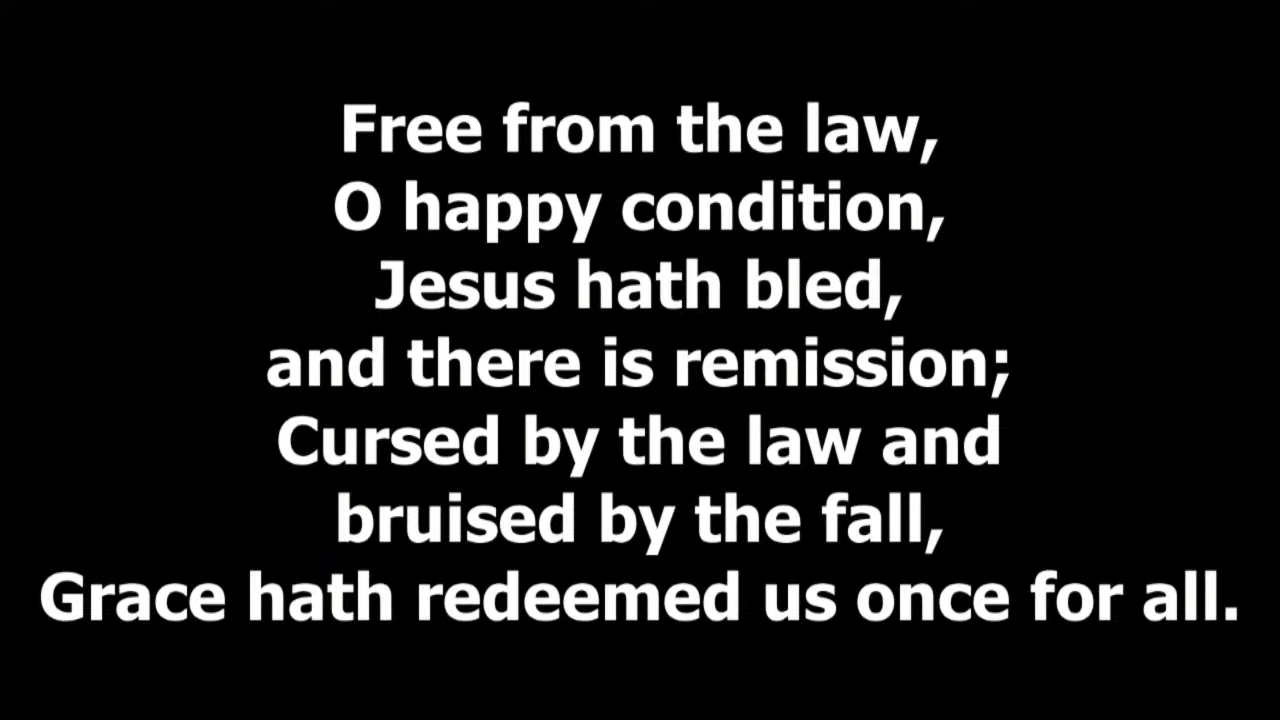 Free from the law,
O happy condition,
Jesus hath bled,
and there is remission;
Cursed by the law and
bruised by the fall,
Grace hath redeemed us once for all.